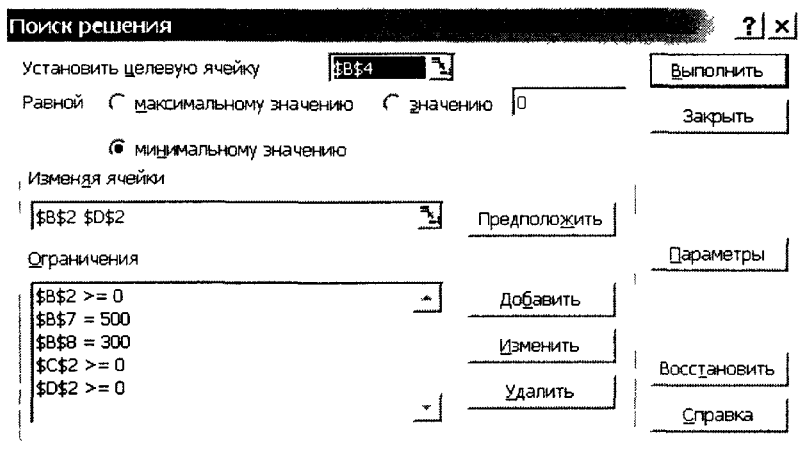 Поиск решения ? ×
Установить целевую ячейку $B$4 Выполнить
Равной максимальному значению значению 0 Закрыть
минимальному значению
Изменяя ячейки
$B$2 $D$2 Предположить
Ограничения Параметры
$B$2 >= 0 Добавить
$B$7 = 500
$B$8 = 300 Изменить
$C$2 >= 0 Восстановить
$D$2 >= 0 Удалить
Справка